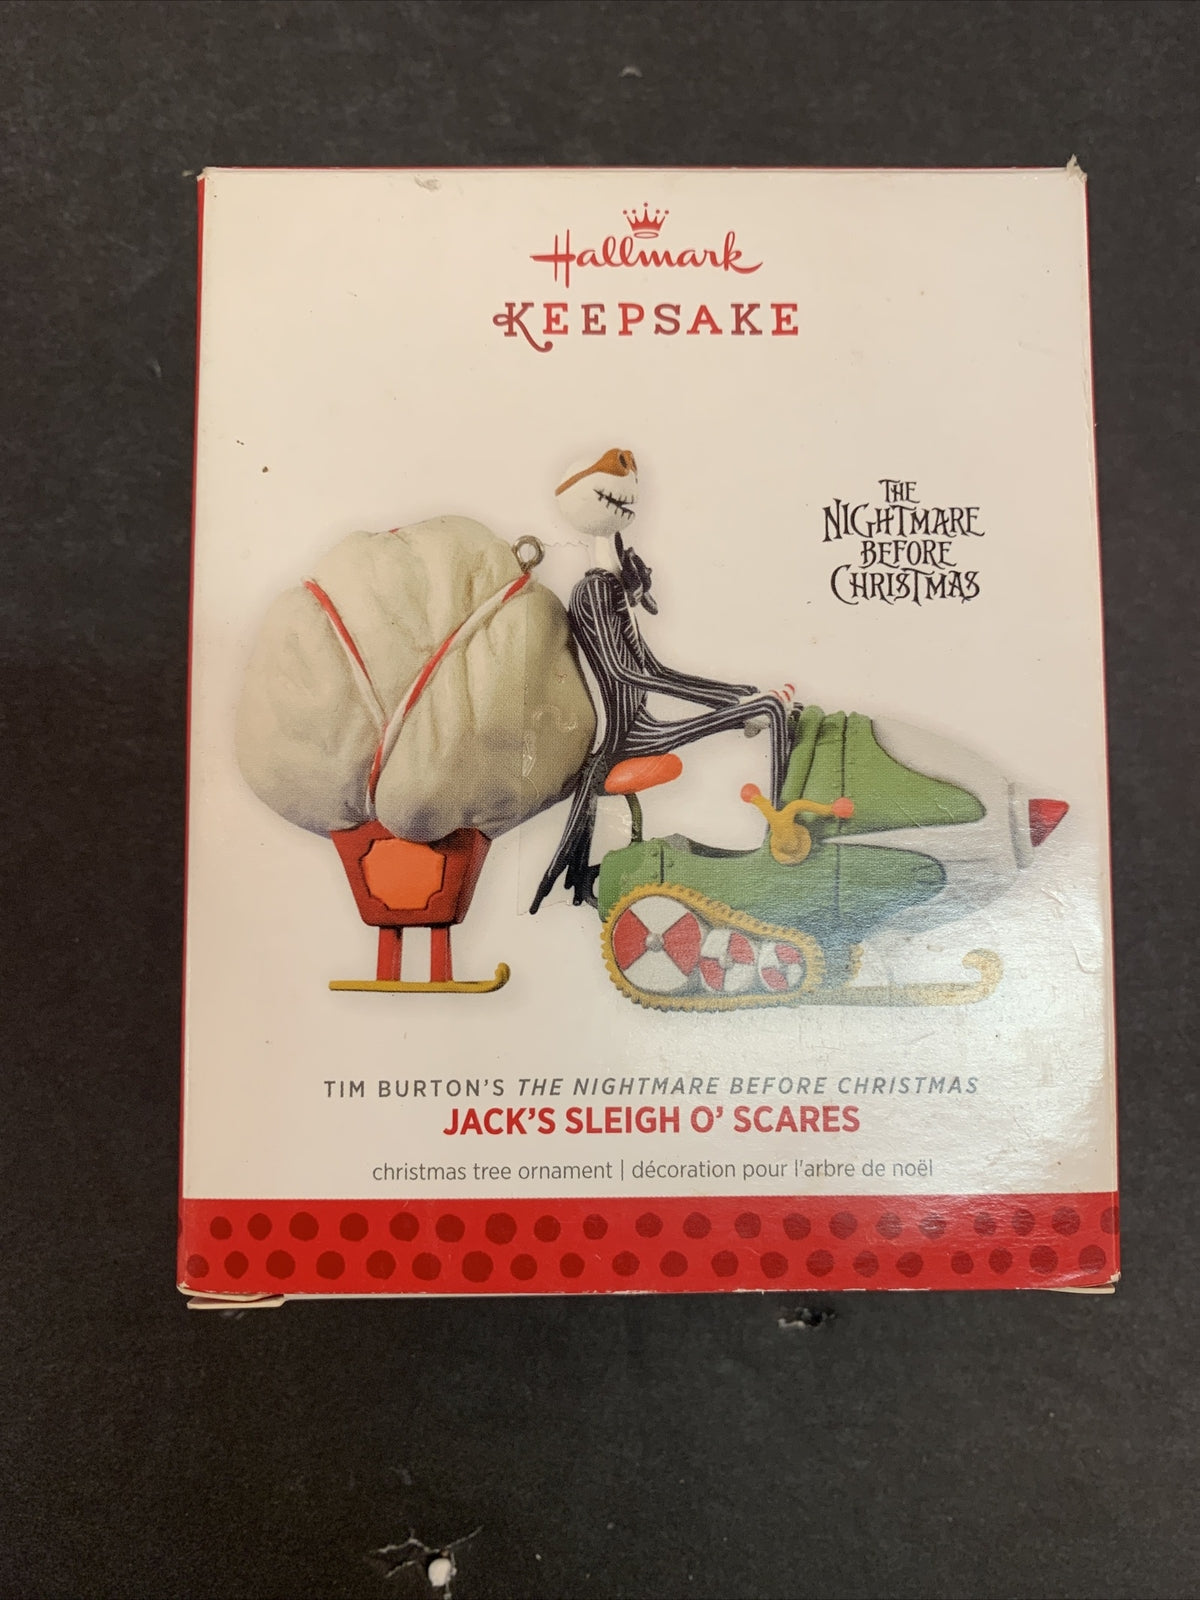 Hallmark
KEEPSAKE
THE
NIGHTMARE
BEFORE
CHRISTMAS
TIM BURTON'S THE NIGHTMARE BEFORE CHRISTMAS
JACK'S SLEIGH O' SCARES
christmas tree ornament | décoration pour l'arbre de noël